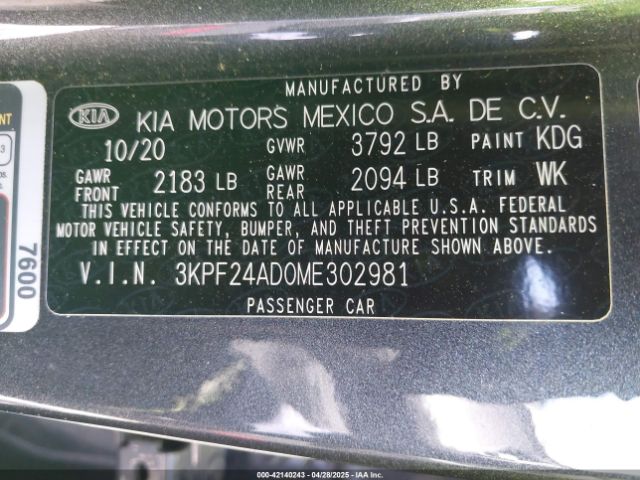 MANUFACTURED BY
KIA KIA MOTORS MEXICO S.A. DE C.V.
10/20 GVWR 3792 LB PAINT KDG
GAWR FRONT 2183 LB GAWR REAR 2094 LB TRIM WK
THIS VEHICLE CONFORMS TO ALL APPLICABLE U.S.A. FEDERAL
MOTOR VEHICLE SAFETY, BUMPER, AND THEFT PREVENTION STANDARDS
IN EFFECT ON THE DATE OF MANUFACTURE SHOWN ABOVE.
V.I.N. 3KPF24AD0ME302981
PASSENGER CAR
7600
000-42140243 - 04/28/2025 - IAAI, Inc.